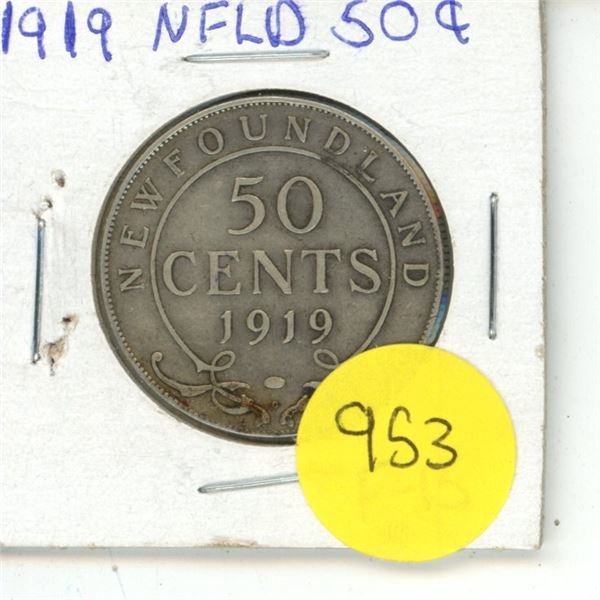 1919 NFLD 50¢
NEWFOUNDLAND
50
CENTS
1919
953